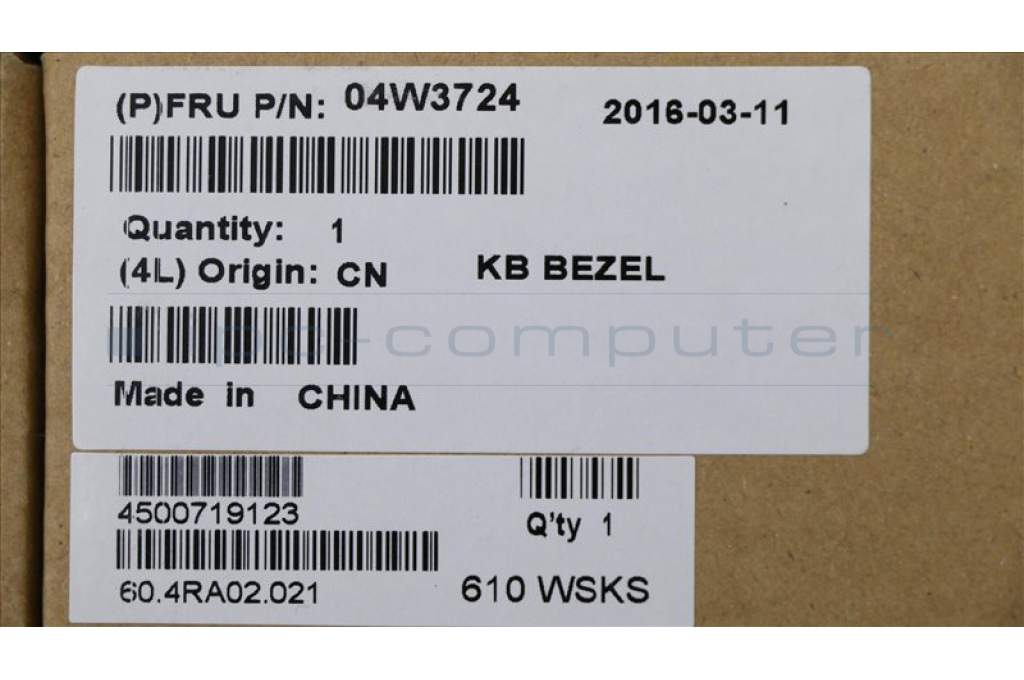 (P)FRU P/N: 04W3724 2016-03-11
Quantity: 1
(4L) Origin: CN KB BEZEL
ipc-computer
Made in CHINA
4500719123
Q'ty 1
60.4RA02.021 610 WSKS